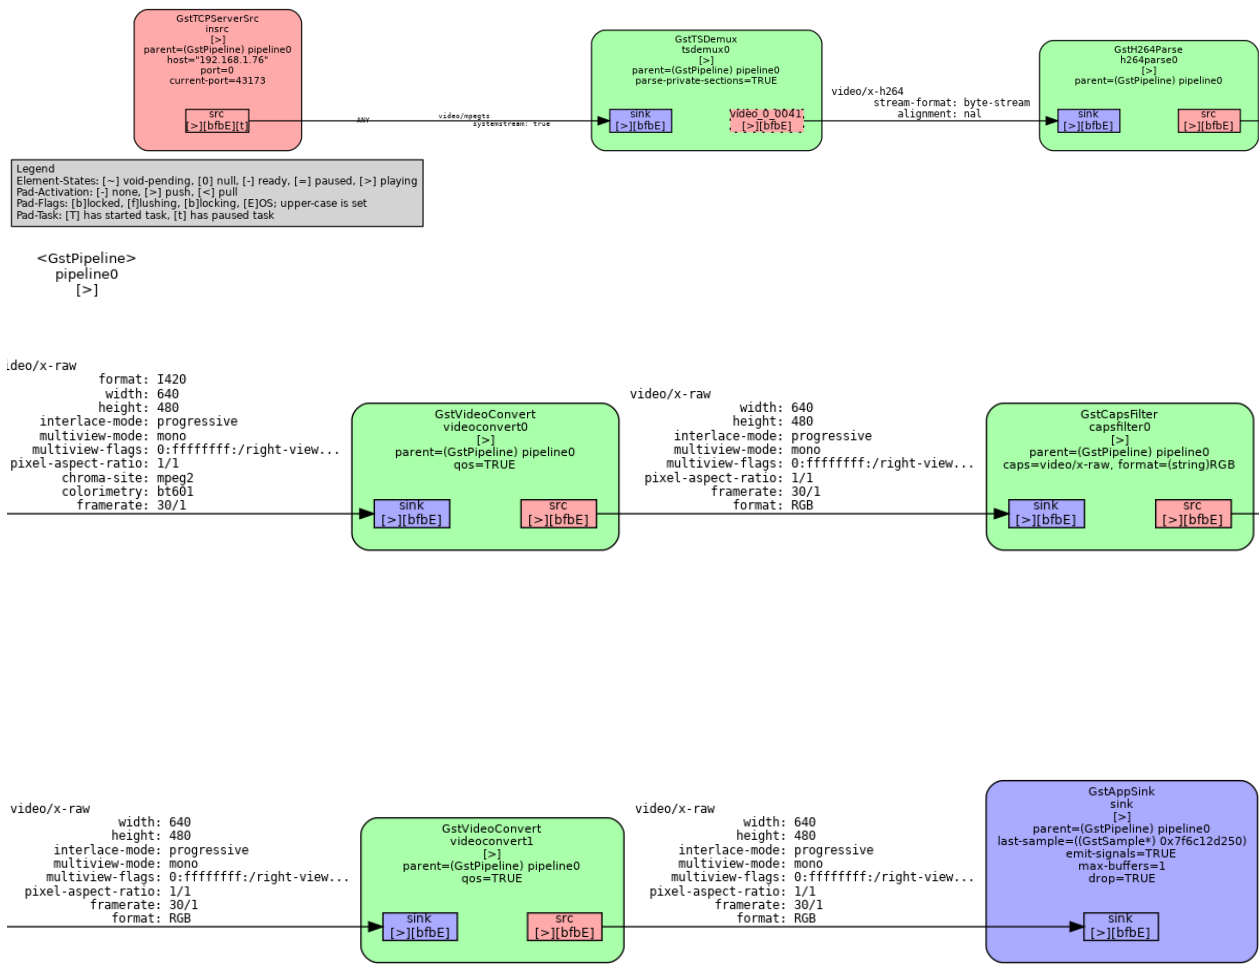 GstTCPServerSrc
insrc
[>]
parent=(GstPipeline) pipeline0
host="192.168.1.76"
port=0
current-port=43173
src
[>][bfbE][t]
ANY
video/mpegts
systemstream: true
GstTSDemux
tsdemux0
[>]
parent=(GstPipeline) pipeline0
parse-private-sections=TRUE
sink
[>][bfbE]
video_0_0041
[>][bfbE]
video/x-h264
stream-format: byte-stream
alignment: nal
GstH264Parse
h264parse0
[>]
parent=(GstPipeline) pipeline0
sink
[>][bfbE]
src
[>][bfbE]
Legend
Element-States: [~] void-pending, [0] null, [-] ready, [=] paused, [>] playing
Pad-Activation: [-] none, [>] push, [<] pull
Pad-Flags: [b]locked, [f]lushing, [b]locking, [E]OS; upper-case is set
Pad-Task: [T] has started task, [t] has paused task
<GstPipeline>
pipeline0
[>]
ideo/x-raw
format: I420
width: 640
height: 480
interlace-mode: progressive
multiview-mode: mono
multiview-flags: 0:ffffffff:/right-view...
pixel-aspect-ratio: 1/1
chroma-site: mpeg2
colorimetry: bt601
framerate: 30/1
GstVideoConvert
videoconvert0
[>]
parent=(GstPipeline) pipeline0
qos=TRUE
sink
[>][bfbE]
src
[>][bfbE]
video/x-raw
width: 640
height: 480
interlace-mode: progressive
multiview-mode: mono
multiview-flags: 0:ffffffff:/right-view...
pixel-aspect-ratio: 1/1
framerate: 30/1
format: RGB
GstCapsFilter
capsfilter0
[>]
parent=(GstPipeline) pipeline0
caps=video/x-raw, format=(string)RGB
sink
[>][bfbE]
src
[>][bfbE]
video/x-raw
width: 640
height: 480
interlace-mode: progressive
multiview-mode: mono
multiview-flags: 0:ffffffff:/right-view...
pixel-aspect-ratio: 1/1
framerate: 30/1
format: RGB
GstVideoConvert
videoconvert1
[>]
parent=(GstPipeline) pipeline0
qos=TRUE
sink
[>][bfbE]
src
[>][bfbE]
video/x-raw
width: 640
height: 480
interlace-mode: progressive
multiview-mode: mono
multiview-flags: 0:ffffffff:/right-view...
pixel-aspect-ratio: 1/1
framerate: 30/1
format: RGB
GstAppSink
sink
[>]
parent=(GstPipeline) pipeline0
last-sample=((GstSample*) 0x7f6c12d250)
emit-signals=TRUE
max-buffers=1
drop=TRUE
sink
[>][bfbE]